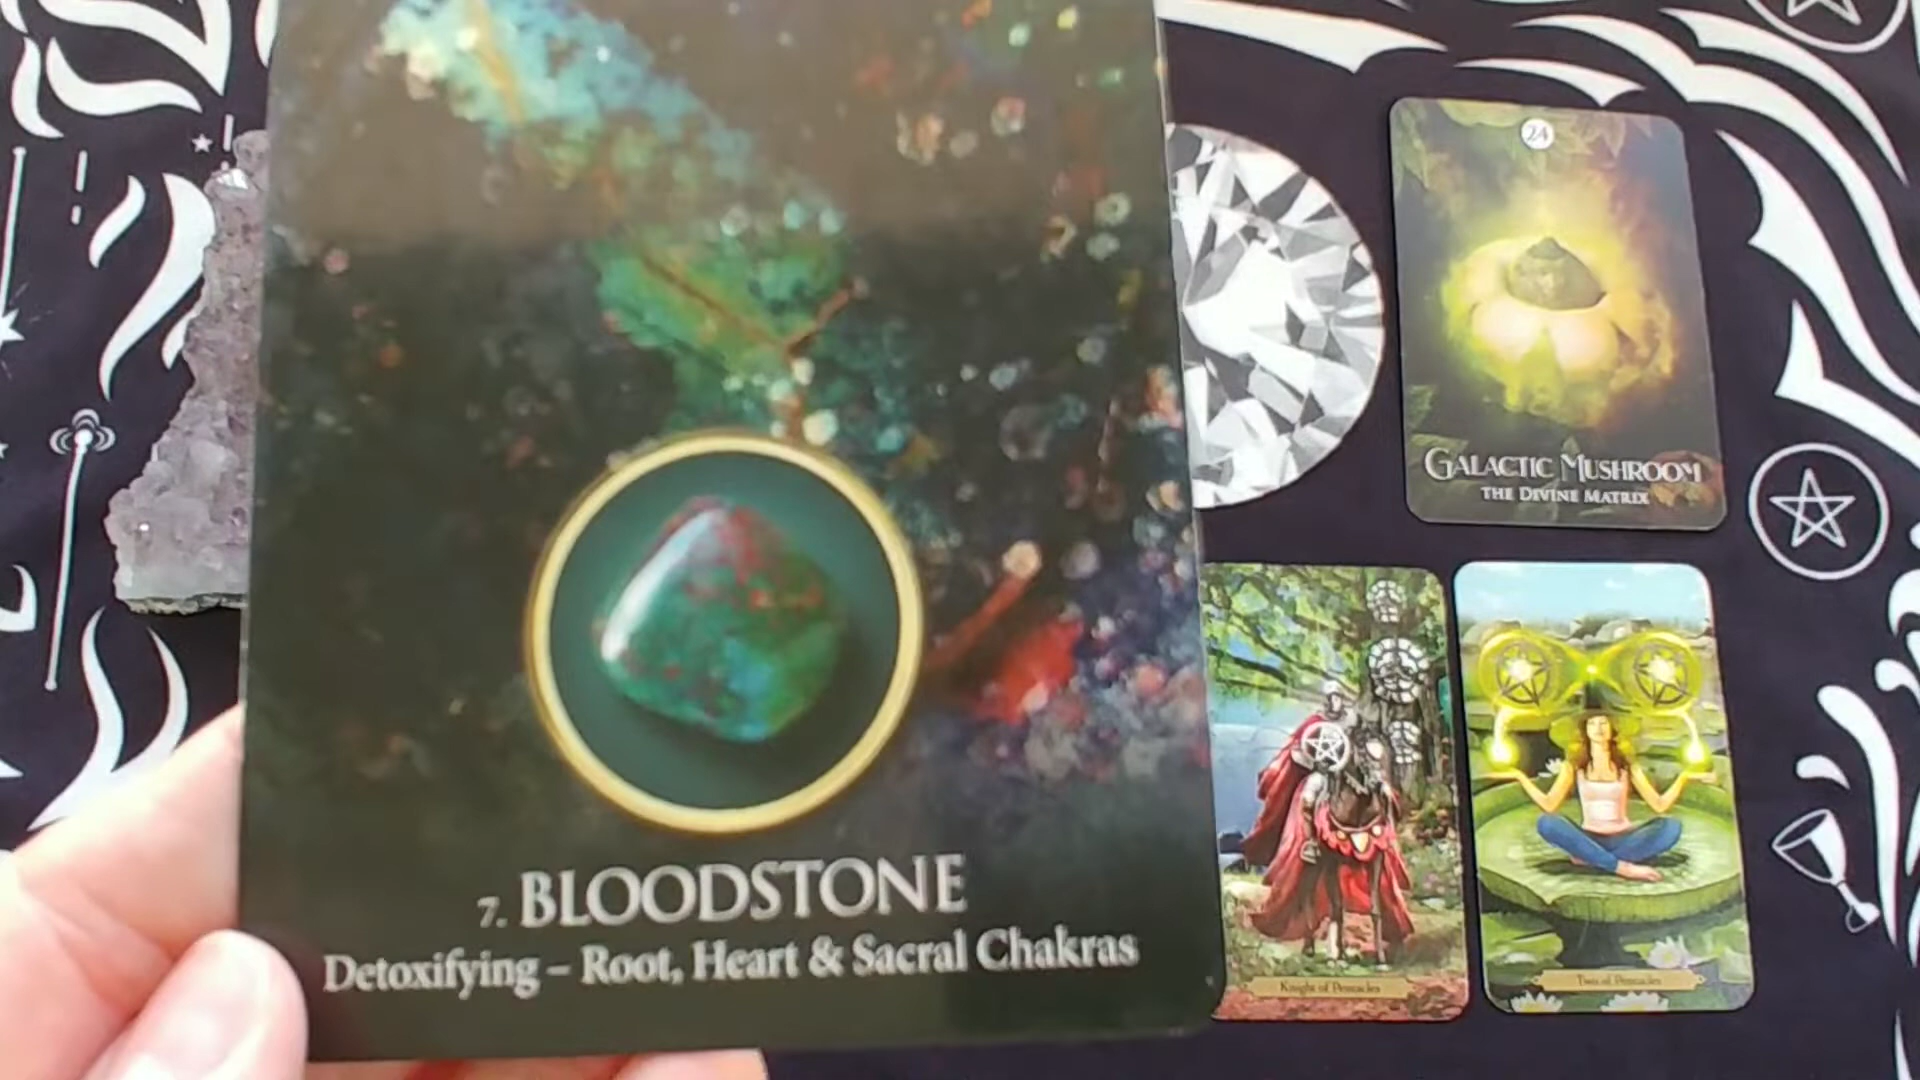 24
GALACTIC MUSHROOM
THE DIVINE MATRIX
7. BLOODSTONE
Detoxifying – Root, Heart & Sacral Chakras
Knight of Pentacles
Two of Pentacles